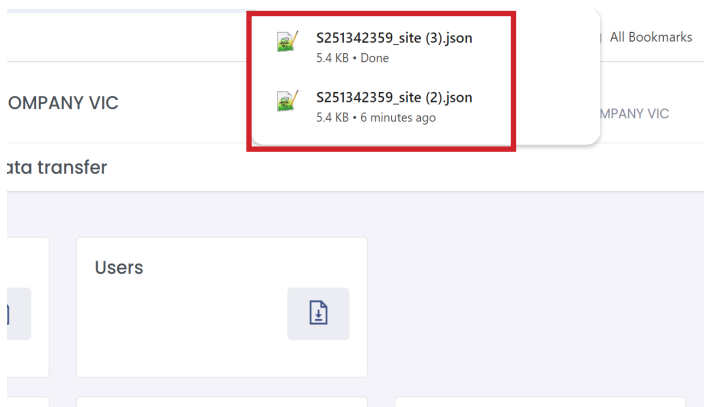 S251342359_site (3).json
5.4 KB • Done
All Bookmarks
S251342359_site (2).json
5.4 KB • 6 minutes ago
OMPANY VIC
MPANY VIC
ata transfer
Users